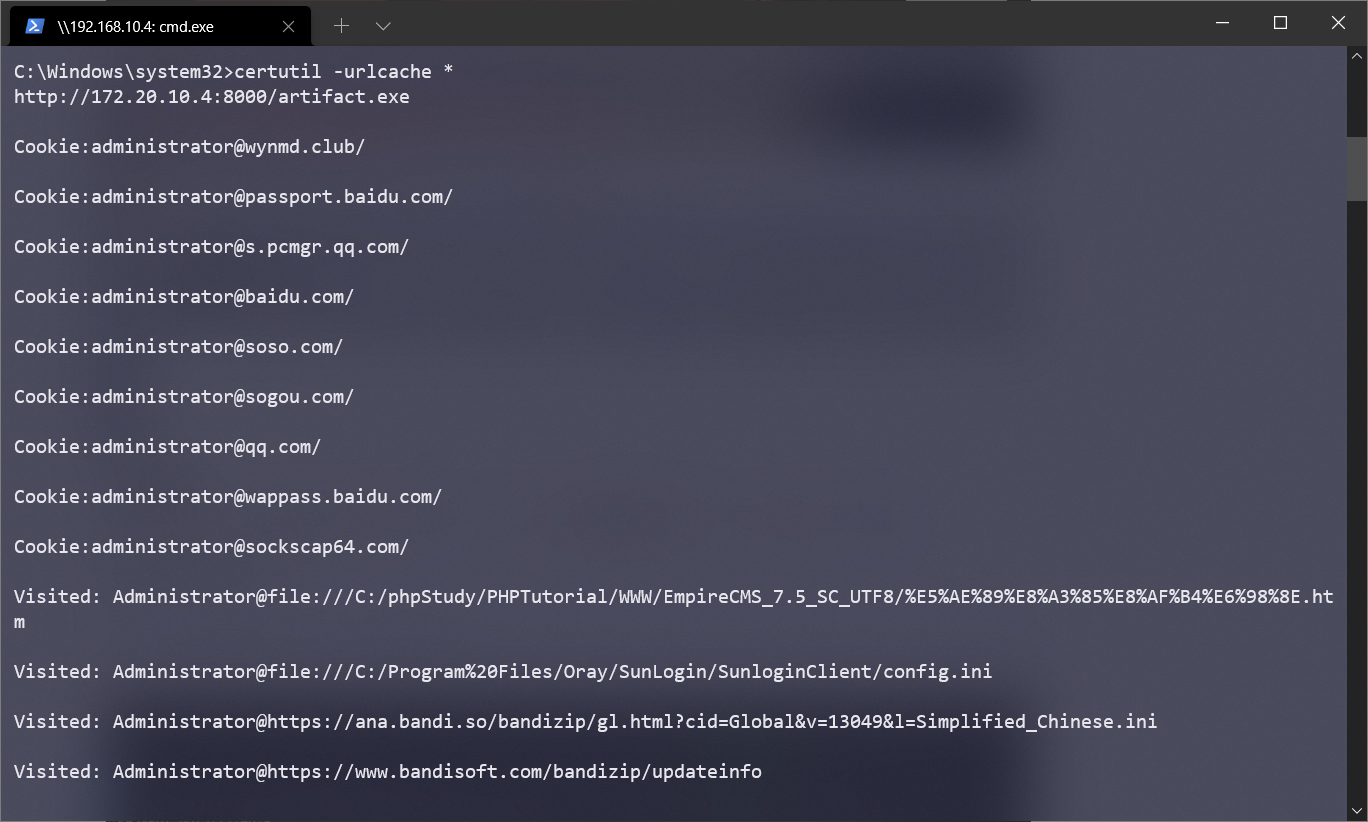 \\192.168.10.4: cmd.exe
C:\Windows\system32>certutil -urlcache *
http://172.20.10.4:8000/artifact.exe
Cookie:administrator@wynmd.club/
Cookie:administrator@passport.baidu.com/
Cookie:administrator@s.pcmgr.qq.com/
Cookie:administrator@baidu.com/
Cookie:administrator@soso.com/
Cookie:administrator@sogou.com/
Cookie:administrator@qq.com/
Cookie:administrator@wappass.baidu.com/
Cookie:administrator@sockscap64.com/
Visited: Administrator@file:///C:/phpStudy/PHPTutorial/WWW/EmpireCMS_7.5_SC_UTF8/%E5%AE%89%E8%A3%85%E8%AF%B4%E6%98%8E.ht
m
Visited: Administrator@file:///C:/Program%20Files/Oray/SunLogin/SunloginClient/config.ini
Visited: Administrator@https://ana.bandi.so/bandizip/gl.html?cid=Global&v=13049&l=Simplified_Chinese.ini
Visited: Administrator@https://www.bandisoft.com/bandizip/updateinfo